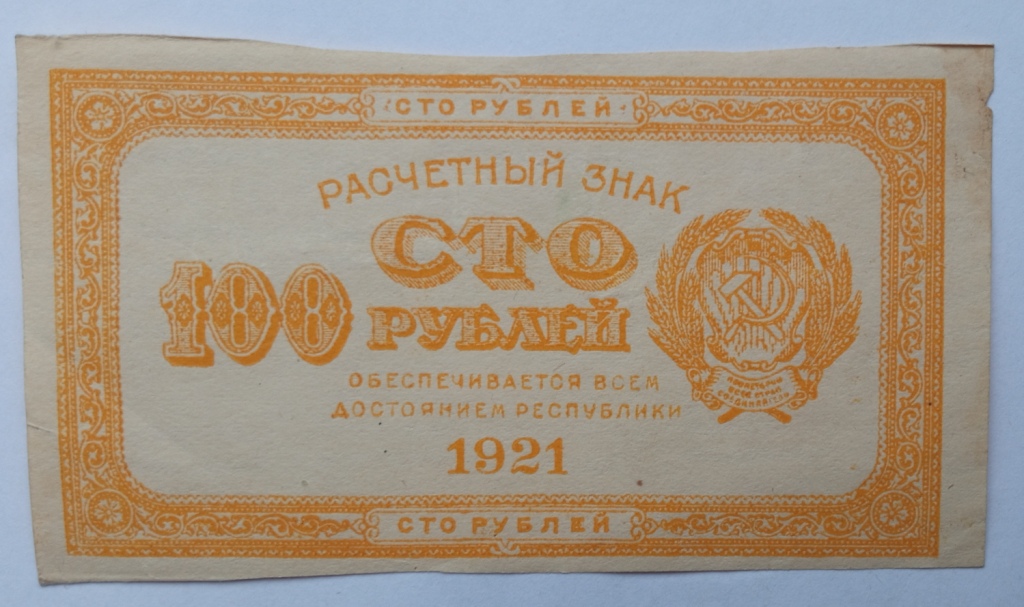 СТО РУБЛЕЙ
РАСЧЕТНЫЙ ЗНАК
100
СТО
РУБЛЕЙ
ОБЕСПЕЧИВАЕТСЯ ВСЕМ
ДОСТОЯНИЕМ РЕСПУБЛИКИ
1921
СТО РУБЛЕЙ